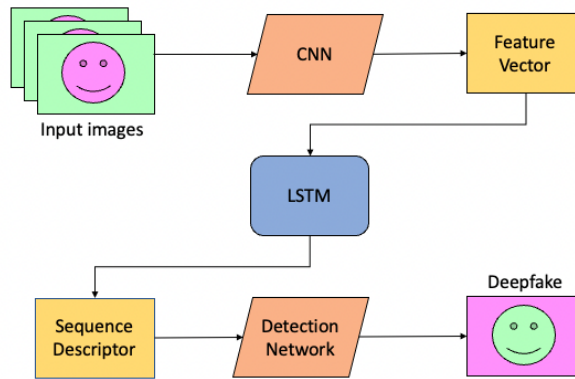 CNN
Feature
Vector
Input images
LSTM
Deepfake
Sequence
Descriptor
Detection
Network